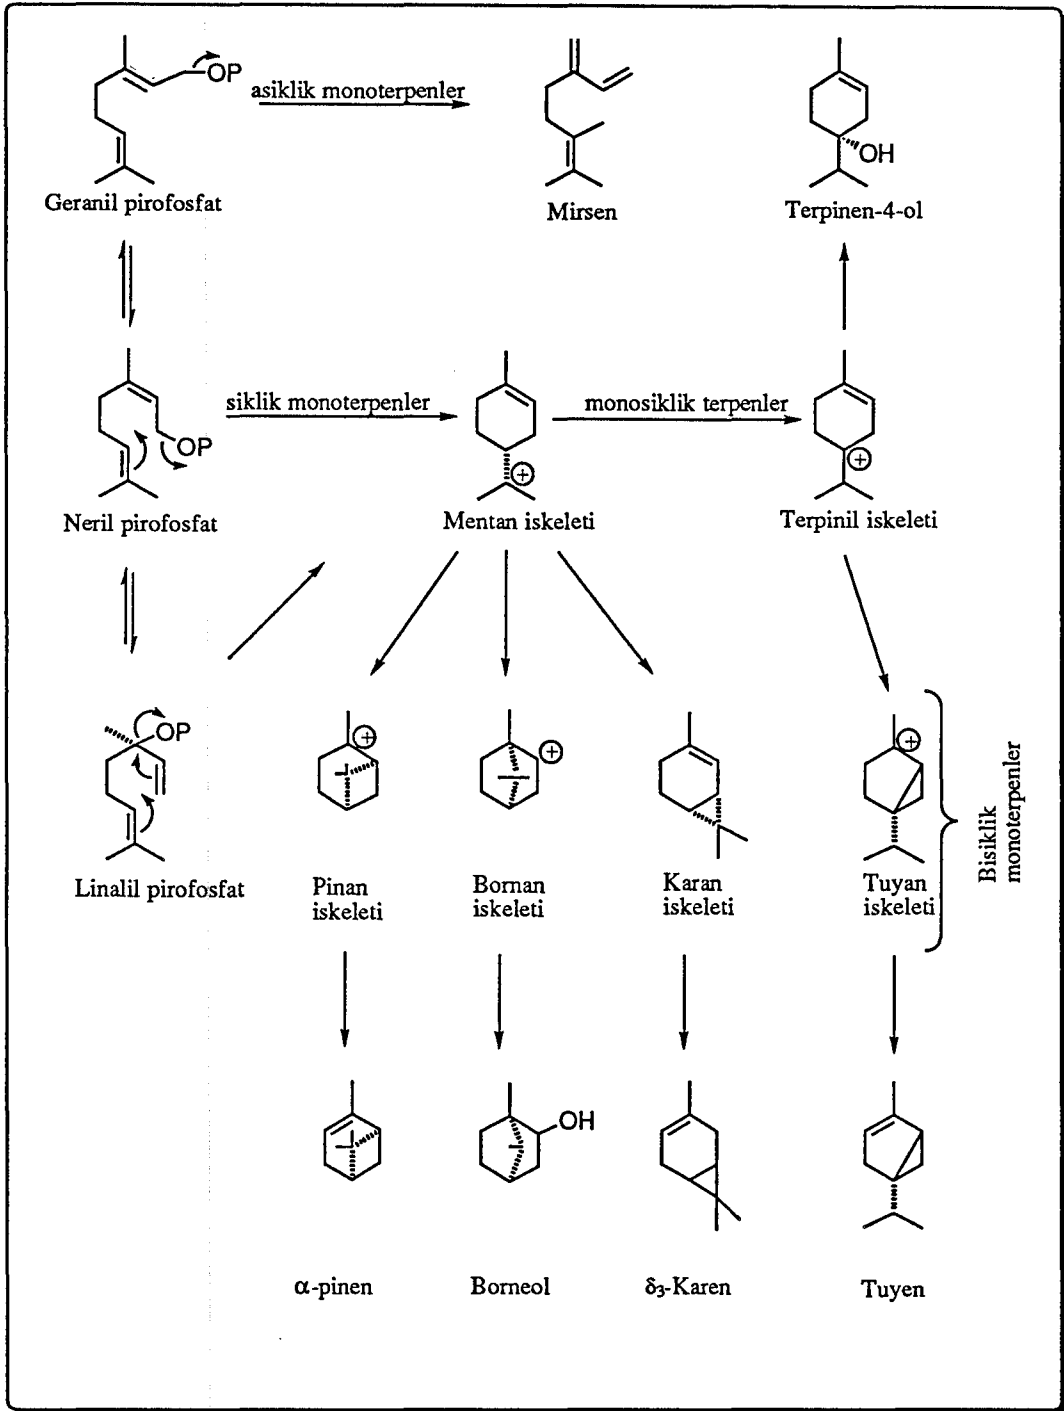 OP
asiklik monoterpenler
OH
Geranil pirofosfat
Mirsen
Terpinen-4-ol
siklik monoterpenler
monosiklik terpenler
OP
+
+
Neril pirofosfat
Mentan iskeleti
Terpinil iskeleti
OP
+
+
+
Linalil pirofosfat
Pinan
iskeleti
Bornan
iskeleti
Karan
iskeleti
Tuyan
iskeleti
Bisiklik
monoterpenler
OH
α-pinen
Borneol
δ3-Karen
Tuyen